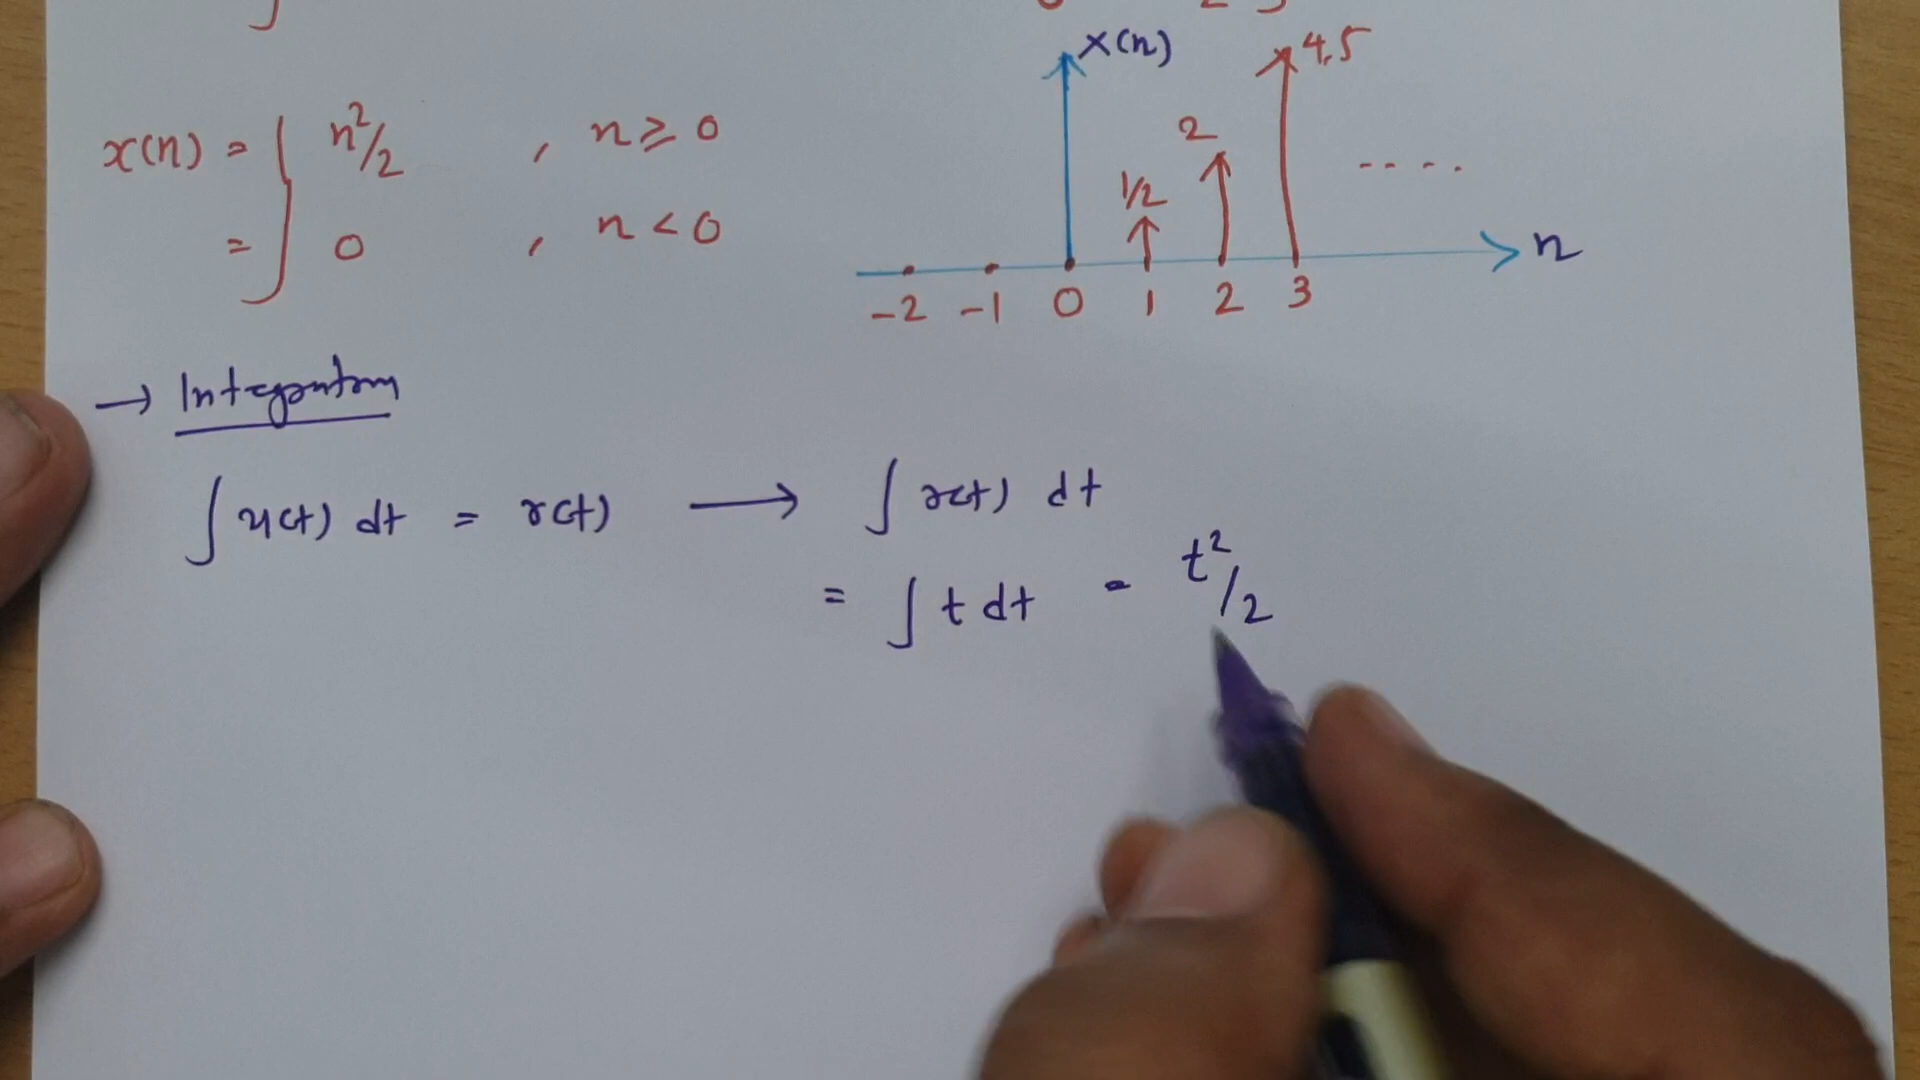 x(n)
4.5
x(n) = { n²/2 , n ≥ 0
= 0 , n < 0
1/2
2
. . . .
n
-2 -1 0 1 2 3
→ Integration
∫ u(t) dt = r(t) → ∫ r(t) dt
= ∫ t dt = t²/2